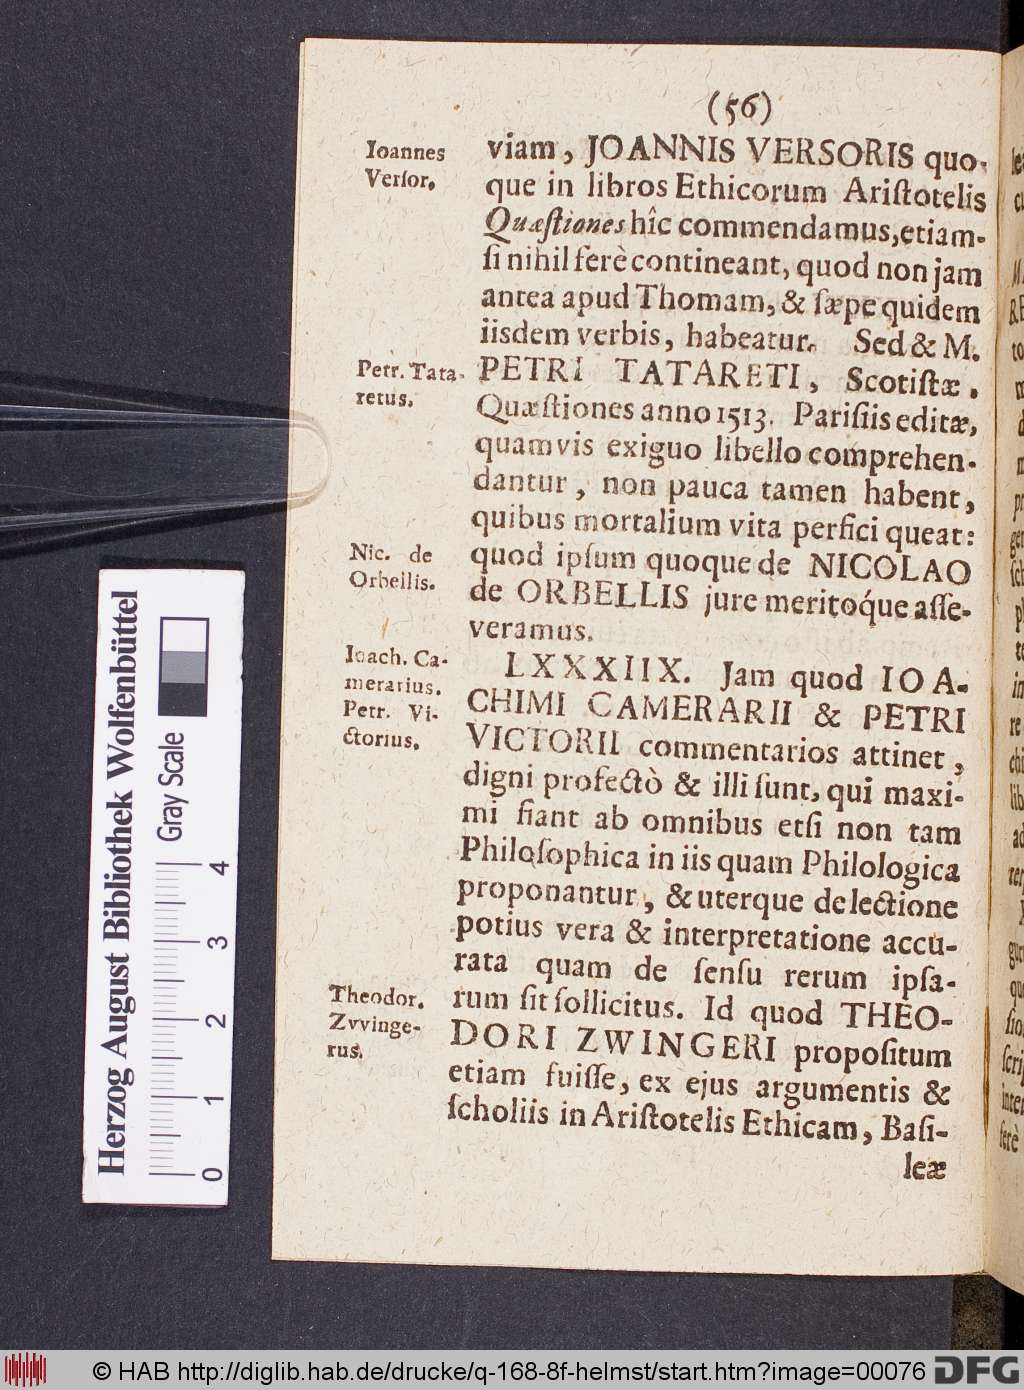 (56)
Ioannes
Verſor.
viam, JOANNIS VERSORIS quo-
que in libros Ethicorum Ariſtotelis
Quæſtiones hîc commendamus, etiam-
ſi nihil ferè contineant, quod non jam
antea apud Thomam, & ſæpe quidem
iisdem verbis, habeatur. Sed & M.
Petr. Tata-
retus.
PETRI TATARETI, Scotiſtæ.
Quæſtiones anno 1513. Pariſiis editæ,
quamvis exiguo libello comprehen-
dantur, non pauca tamen habent,
quibus mortalium vita perfici queat:
Nic. de
Orbellis.
quod ipſum quoque de NICOLAO
de ORBELLIS jure meritoq́ue aſſe-
veramus.
Ioach. Ca-
merarius.
Petr. Vi-
ctorius.
LXXXIIX. Jam quod IOA-
CHIMI CAMERARII & PETRI
VICTORII commentarios attinet,
digni profectò & illi ſunt, qui maxi-
mi fiant ab omnibus etſi non tam
Philoſophica in iis quam Philologica
proponantur, & uterque de lectione
potius vera & interpretatione accu-
rata quam de ſenſu rerum ipſa-
Theodor.
Zvvinge-
rus.
rum ſit ſollicitus. Id quod THEO-
DORI ZWINGERI propoſitum
etiam fuiſſe, ex ejus argumentis &
ſcholiis in Ariſtotelis Ethicam, Baſi-
leæ
Herzog August Bibliothek Wolfenbüttel
Gray Scale
0 1 2 3 4
© HAB http://diglib.hab.de/drucke/q-168-8f-helmst/start.htm?image=00076
DFG